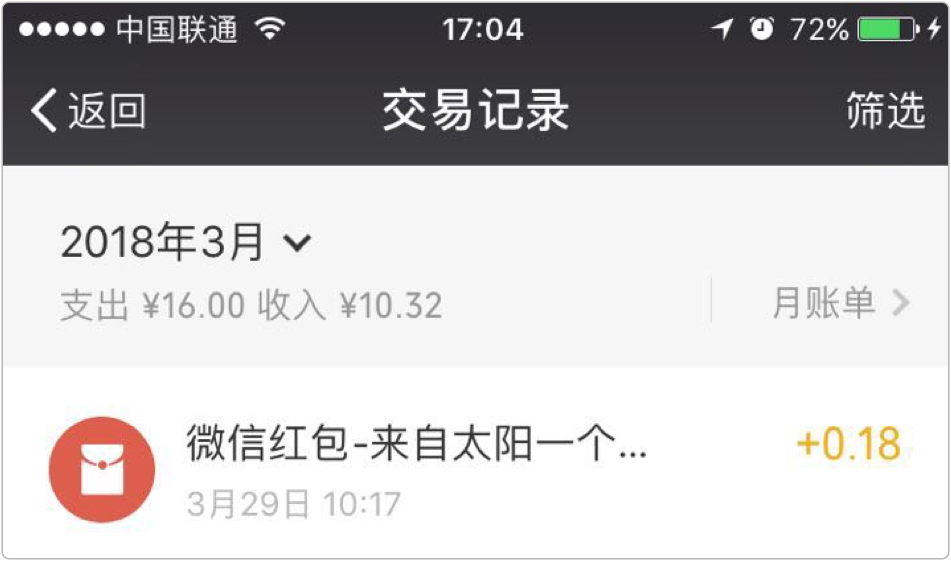 中国联通 17:04 72%
返回 交易记录 筛选
2018年3月
支出 ¥16.00 收入 ¥10.32 月账单
微信红包-来自太阳一个... +0.18
3月29日 10:17